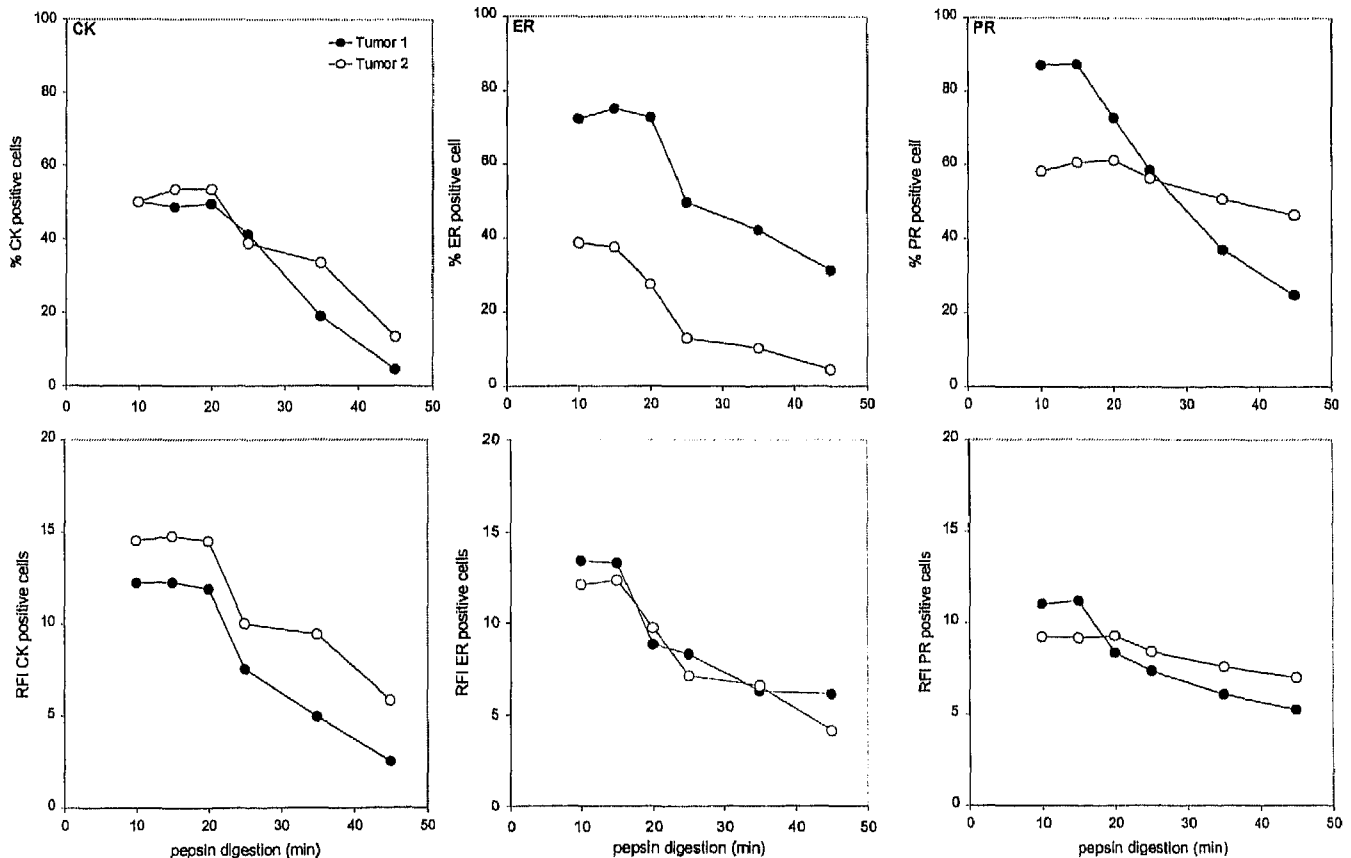 CK
Tumor 1
Tumor 2
% CK positive cells
100
80
60
40
20
0
0 10 20 30 40 50
ER
% ER positive cell
100
80
60
40
20
0
0 10 20 30 40 50
PR
% PR positive cell
100
80
60
40
20
0
0 10 20 30 40 50
RFI CK positive cells
20
15
10
5
0
0 10 20 30 40 50
pepsin digestion (min)
RFI ER positive cells
20
15
10
5
0
0 10 20 30 40 50
pepsin digestion (min)
RFI PR positive cells
20
15
10
5
0
0 10 20 30 40 50
pepsin digestion (min)